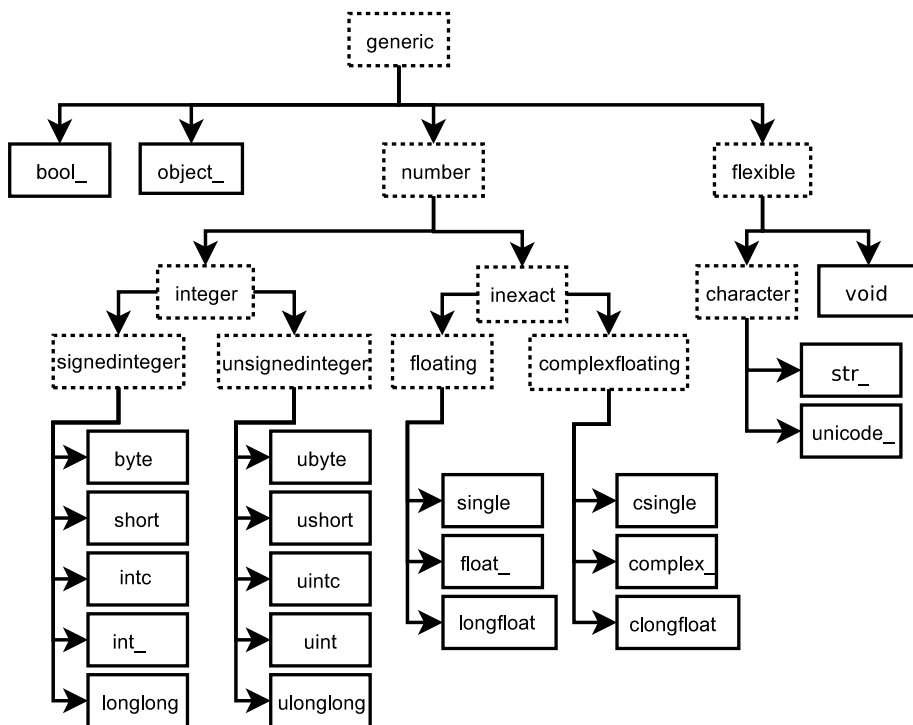 generic
bool_
object_
number
flexible
integer
inexact
character
void
signedinteger
unsignedinteger
floating
complexfloating
str_
unicode_
byte
ubyte
single
csingle
short
ushort
float_
complex_
intc
uintc
longfloat
clongfloat
int_
uint
longlong
ulonglong